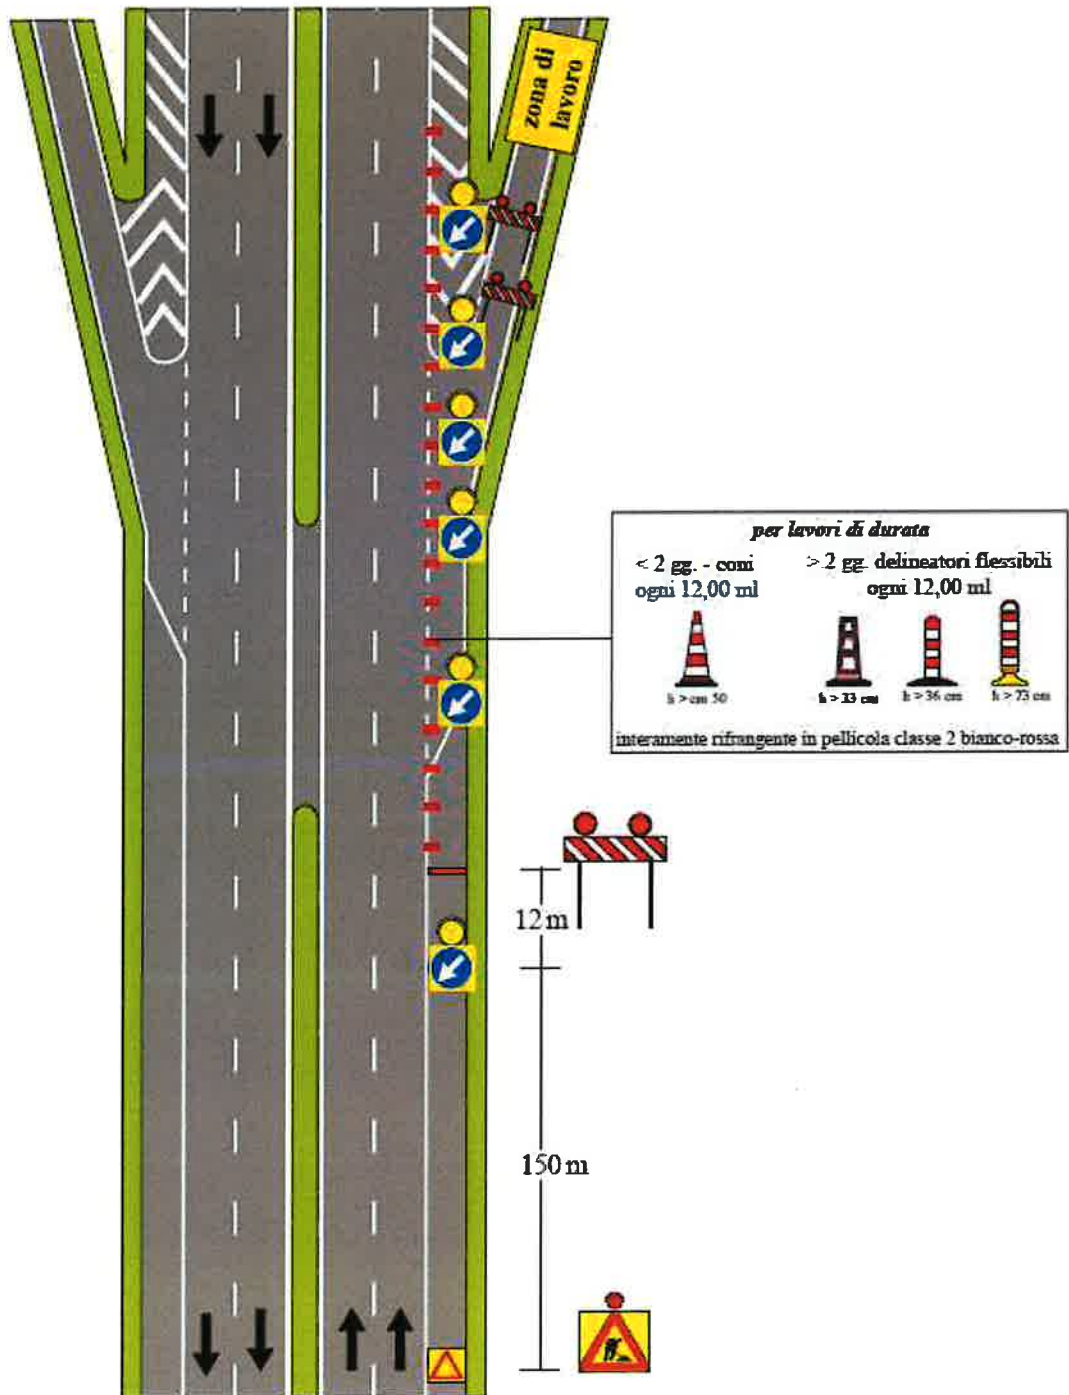 zona di
lavoro
per lavori di durata
< 2 gg. - coni
ogni 12,00 ml
> 2 gg. delineatori flessibili
ogni 12,00 ml
h > cm 50
h > 33 cm
h > 36 cm
h > 73 cm
interamente rifrangente in pellicola classe 2 bianco-rossa
12 m
150 m